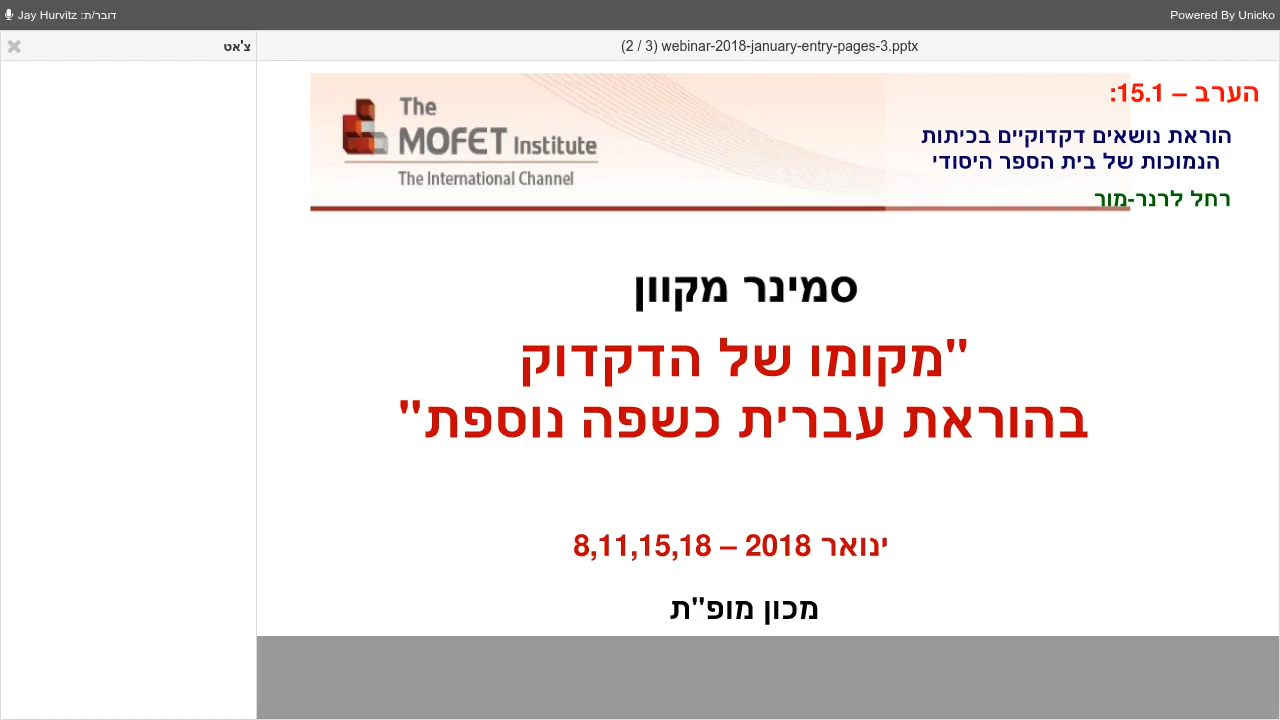 דובר/ת: Jay Hurvitz
Powered By Unicko
צ'אט
(2 / 3) webinar-2018-january-entry-pages-3.pptx
The
MOFET Institute
The International Channel
הערב – 15.1:
הוראת נושאים דקדוקיים בכיתות
הנמוכות של בית הספר היסודי
רחל לרנר-מור
סמינר מקוון
"מקומו של הדקדוק
בהוראת עברית כשפה נוספת"
ינואר 2018 – 8,11,15,18
מכון מופ"ת